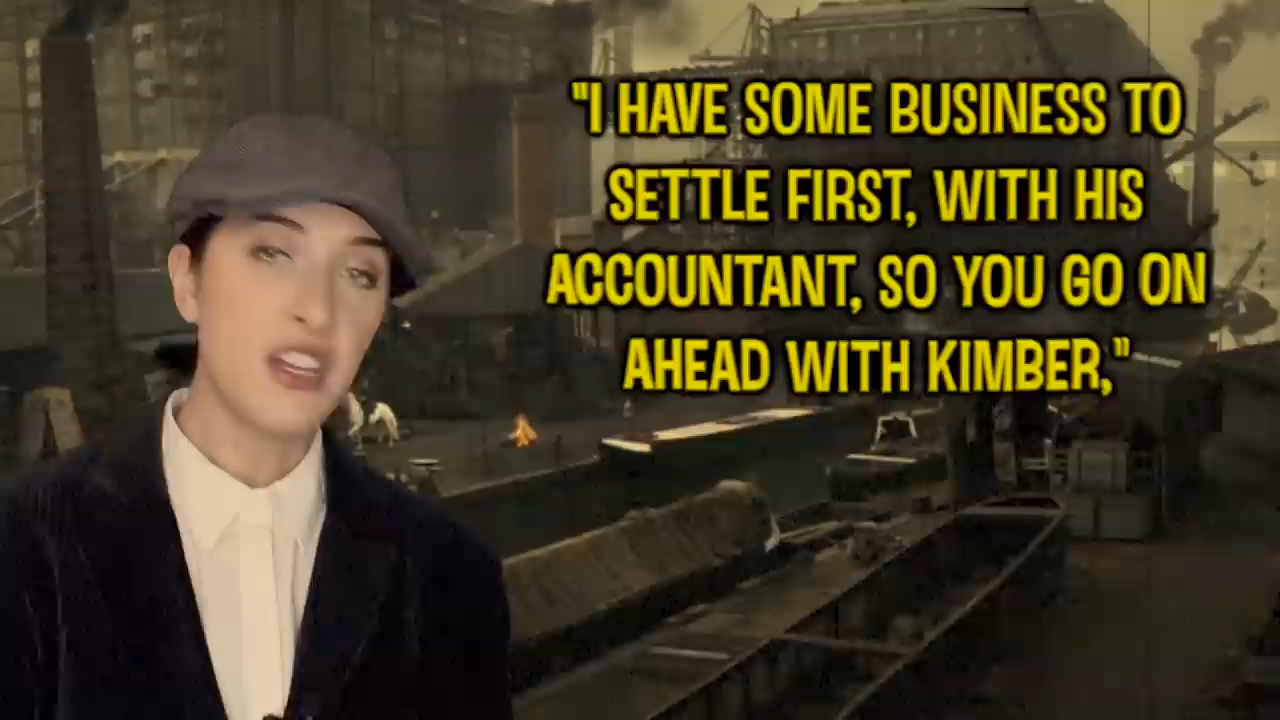 "I HAVE SOME BUSINESS TO
SETTLE FIRST, WITH HIS
ACCOUNTANT, SO YOU GO ON
AHEAD WITH KIMBER,"